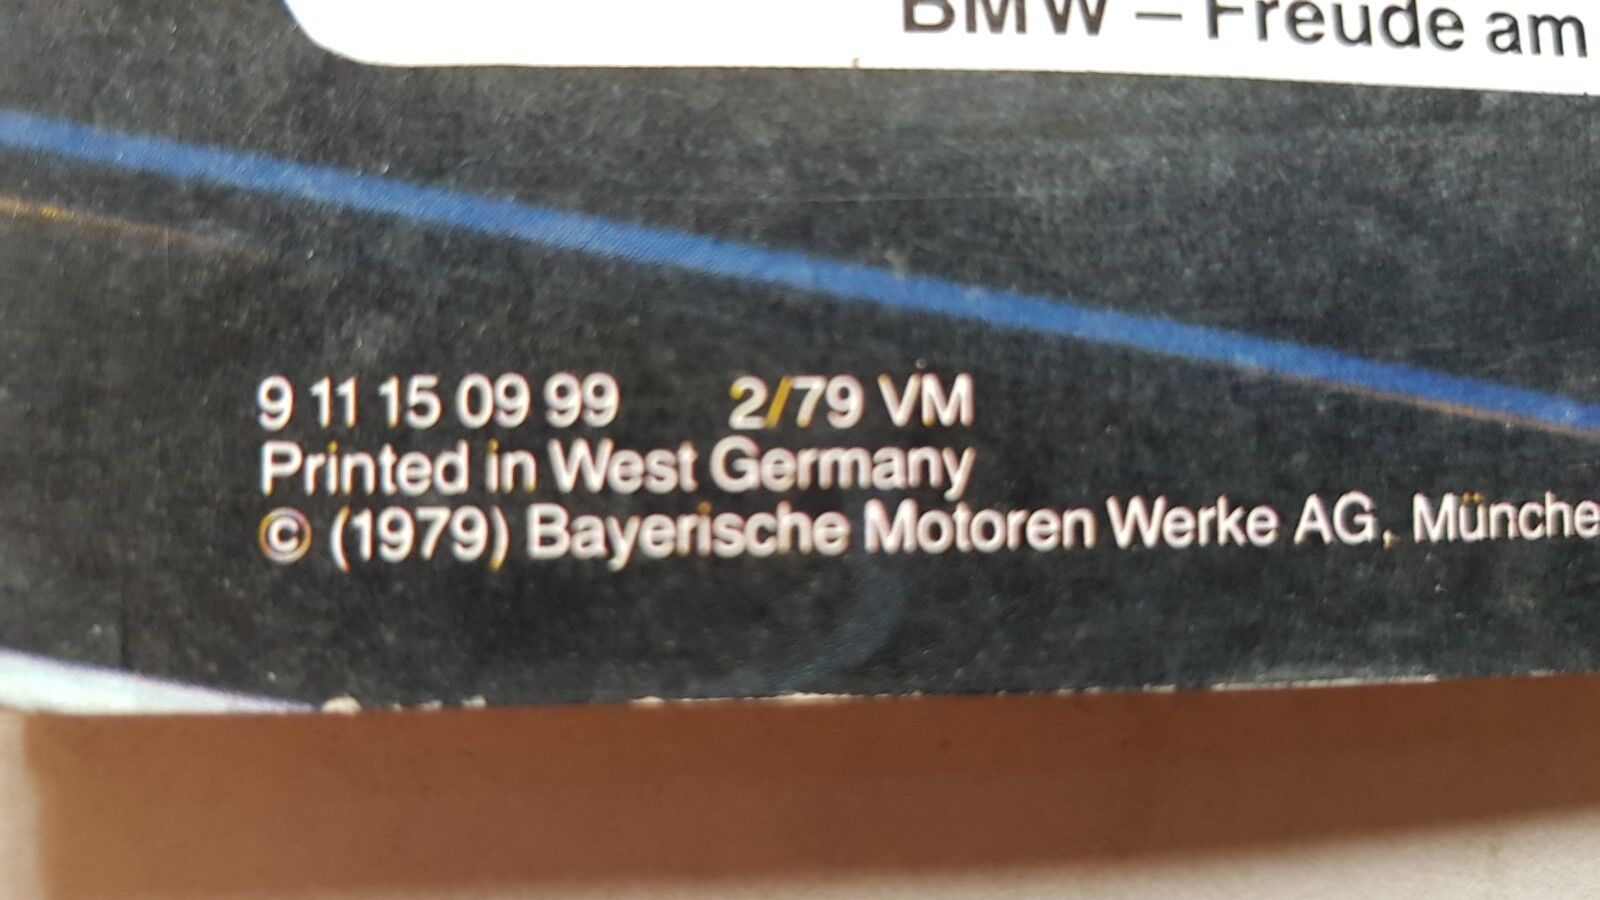 BMW – Freude am
9 11 15 09 99 2/79 VM
Printed in West Germany
© (1979) Bayerische Motoren Werke AG, Münche